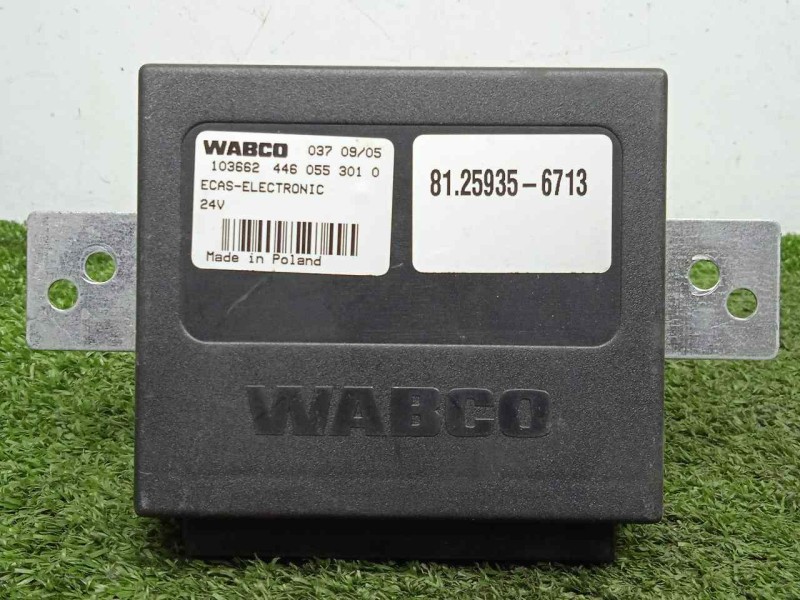 WABCO 037 09/05
103662 446 055 301 0
ECAS-ELECTRONIC
24V
Made in Poland
81.25935-6713
WABCO